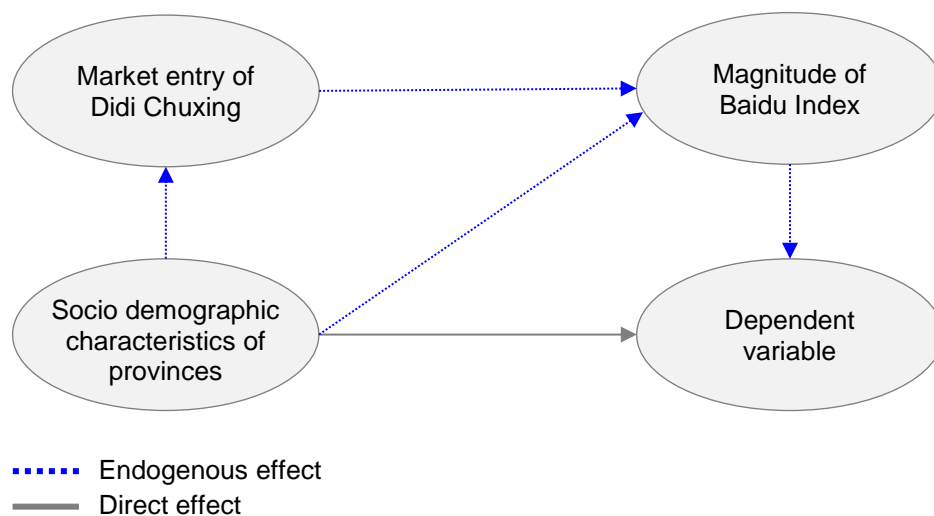 Market entry of
Didi Chuxing
Magnitude of
Baidu Index
Socio demographic
characteristics of
provinces
Dependent
variable
Endogenous effect
Direct effect